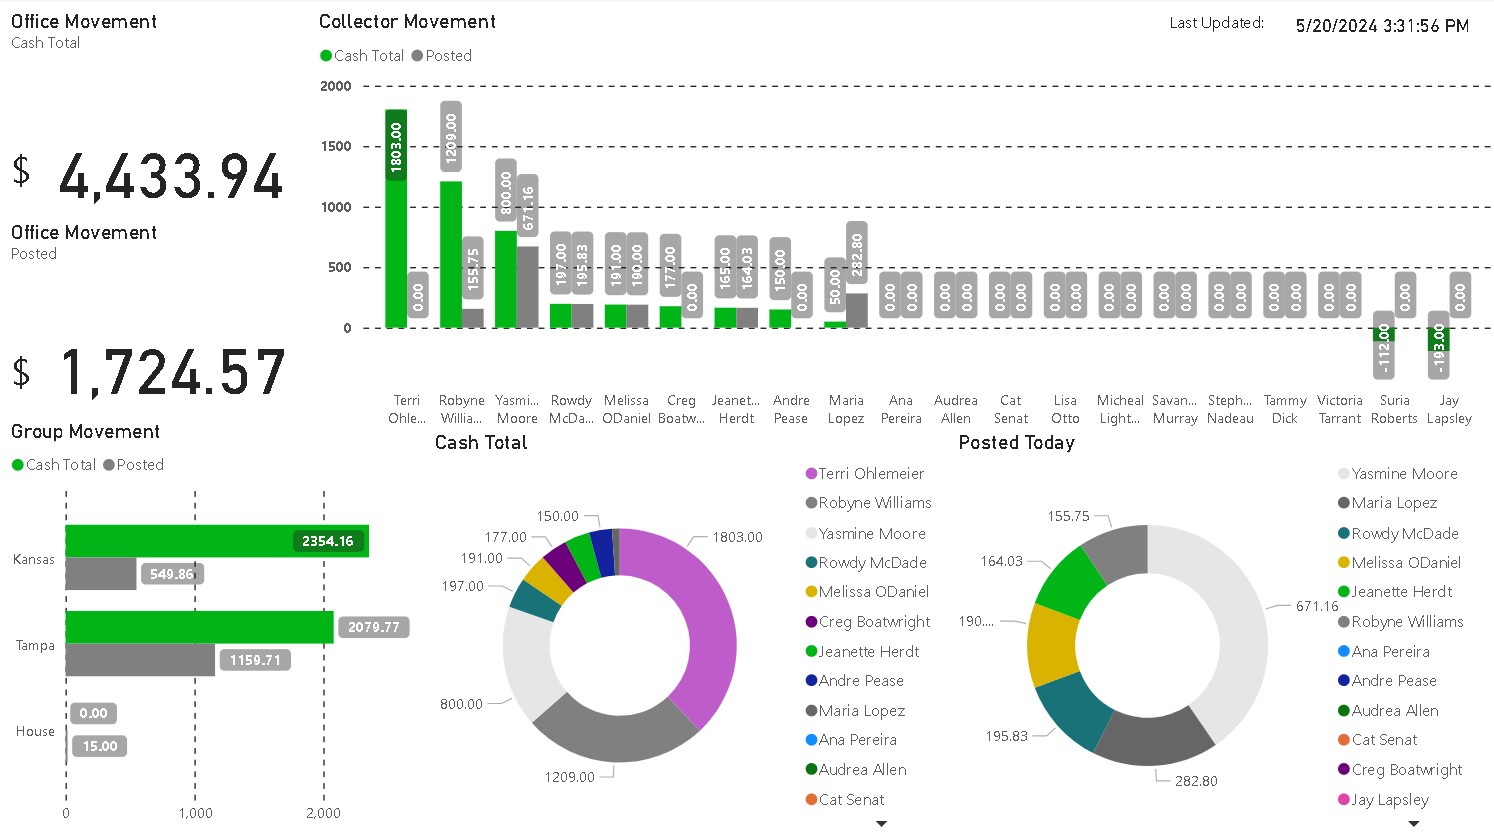 Office Movement
Cash Total
$ 4,433.94
Office Movement
Posted
$ 1,724.57
Collector Movement
Last Updated: 5/20/2024 3:31:56 PM
Cash Total Posted
2000
1500
1000
500
0
1803.00 0.00
1209.00 155.75
800.00 671.16
197.00 195.83
191.00 190.00
177.00 0.00
165.00 164.03
150.00 0.00
50.00 282.80
0.00 0.00
0.00 0.00
0.00 0.00
0.00 0.00
0.00 0.00
0.00 0.00
0.00 0.00
0.00 0.00
0.00 0.00
-112.00 0.00
-193.00 0.00
Terri Ohle...
Robyne Willia...
Yasmi... Moore
Rowdy McDa...
Melissa ODaniel
Creg Boatw...
Jeanet... Herdt
Andre Pease
Maria Lopez
Ana Pereira
Audrea Allen
Cat Senat
Lisa Otto
Micheal Light...
Savan... Murray
Steph... Nadeau
Tammy Dick
Victoria Tarrant
Suria Roberts
Jay Lapsley
Group Movement
Cash Total Posted
Kansas
2354.16
549.86
Tampa
2079.77
1159.71
House
0.00
15.00
0 1,000 2,000
Cash Total
150.00
177.00
191.00
197.00
800.00
1209.00
1803.00
Terri Ohlemeier
Robyne Williams
Yasmine Moore
Rowdy McDade
Melissa ODaniel
Creg Boatwright
Jeanette Herdt
Andre Pease
Maria Lopez
Ana Pereira
Audrea Allen
Cat Senat
Posted Today
155.75
164.03
190....
195.83
282.80
671.16
Yasmine Moore
Maria Lopez
Rowdy McDade
Melissa ODaniel
Jeanette Herdt
Robyne Williams
Ana Pereira
Andre Pease
Audrea Allen
Cat Senat
Creg Boatwright
Jay Lapsley